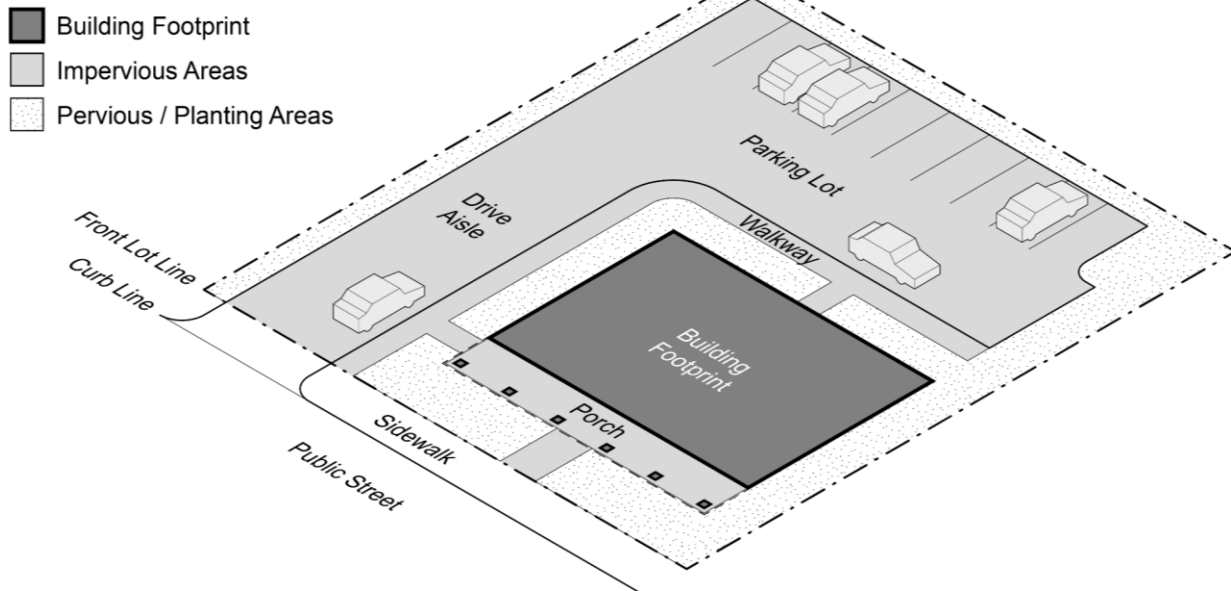 Building Footprint
Impervious Areas
Pervious / Planting Areas
Parking Lot
Drive
Aisle
Walkway
Front Lot Line
Curb Line
Building
Footprint
Porch
Sidewalk
Public Street